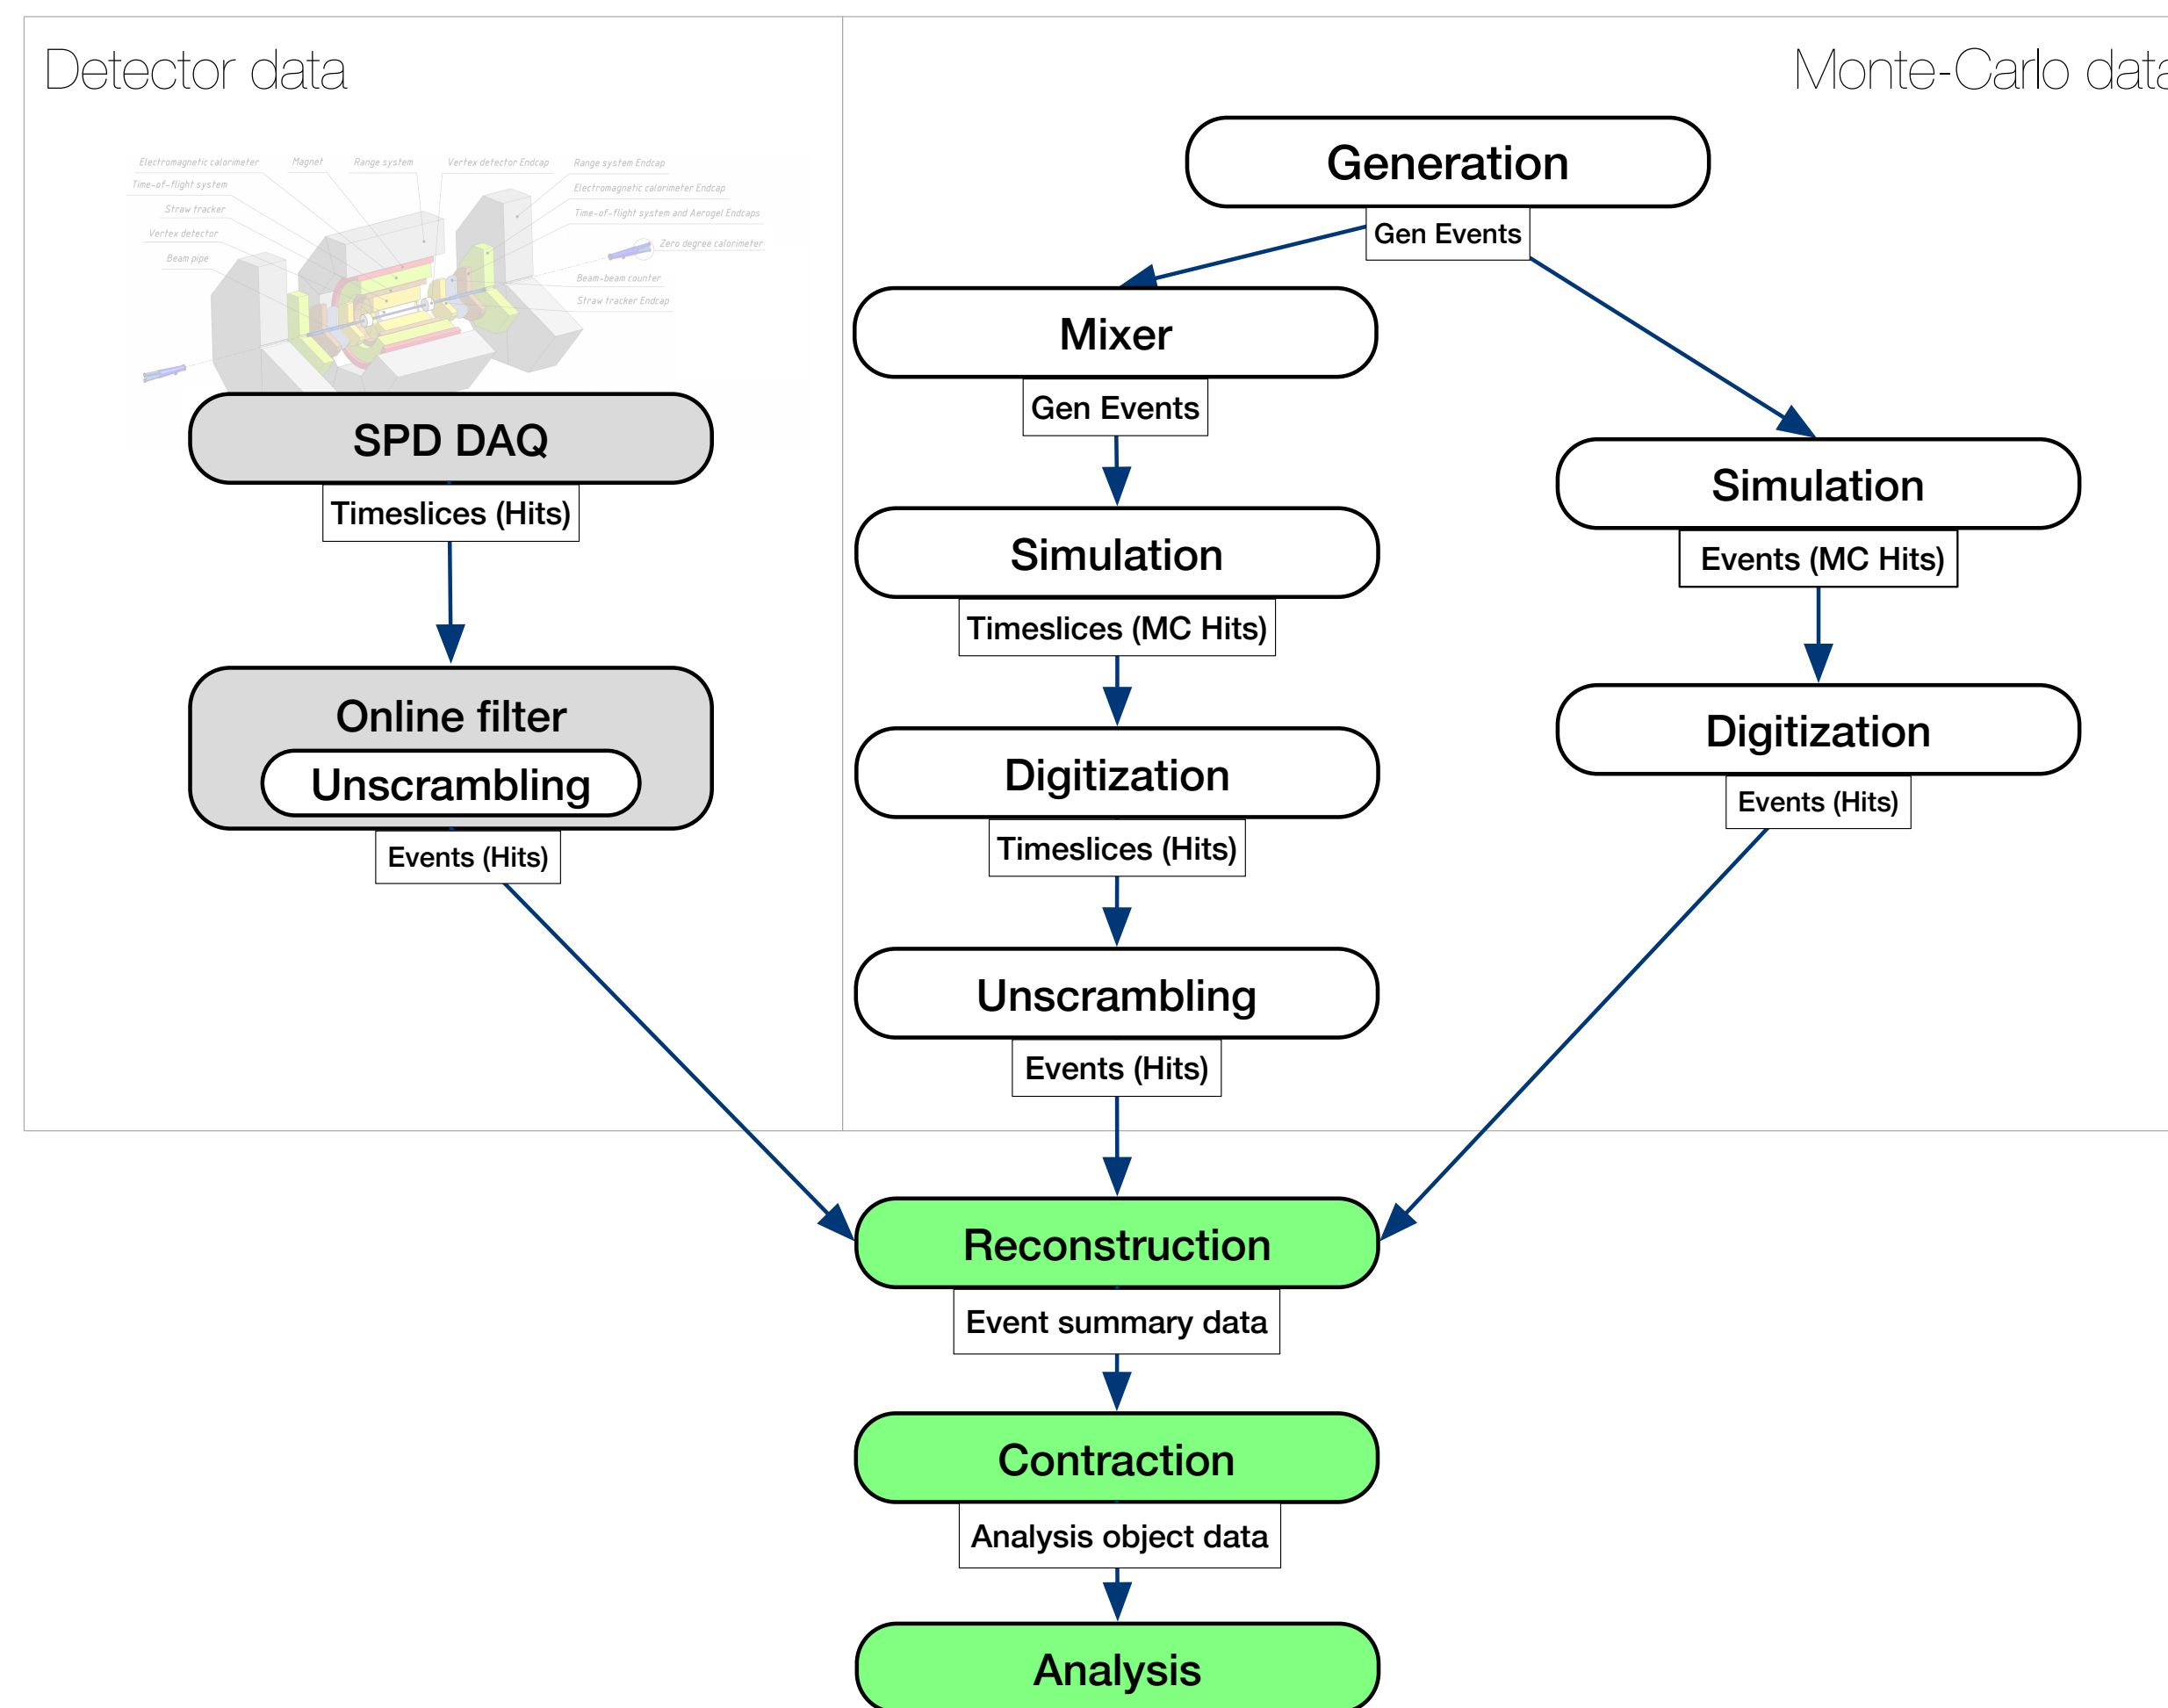 Detector data
Monte-Carlo data
Electromagnetic calorimeter
Magnet
Range system
Vertex detector Endcap
Range system Endcap
Time-of-flight system
Electromagnetic calorimeter Endcap
Straw tracker
Time-of-flight system and Aerogel Endcaps
Vertex detector
Zero degree calorimeter
Beam pipe
Beam-beam counter
Straw tracker Endcap
SPD DAQ
Timeslices (Hits)
Online filter
Unscrambling
Events (Hits)
Generation
Gen Events
Mixer
Gen Events
Simulation
Timeslices (MC Hits)
Digitization
Timeslices (Hits)
Unscrambling
Events (Hits)
Simulation
Events (MC Hits)
Digitization
Events (Hits)
Reconstruction
Event summary data
Contraction
Analysis object data
Analysis